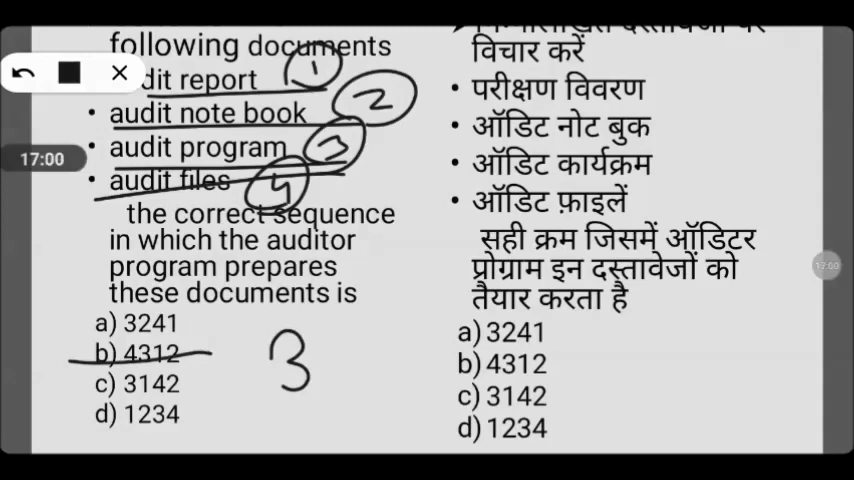 following documents
dit report 1
• audit note book 2
• audit program 3
• audit files 4
the correct sequence
in which the auditor
program prepares
these documents is
a) 3241
b) 4312
c) 3142
d) 1234
3
17:00
विचार करें
• परीक्षण विवरण
• ऑडिट नोट बुक
• ऑडिट कार्यक्रम
• ऑडिट फ़ाइलें
सही क्रम जिसमें ऑडिटर
प्रोग्राम इन दस्तावेजों को
तैयार करता है
a) 3241
b) 4312
c) 3142
d) 1234
17:00